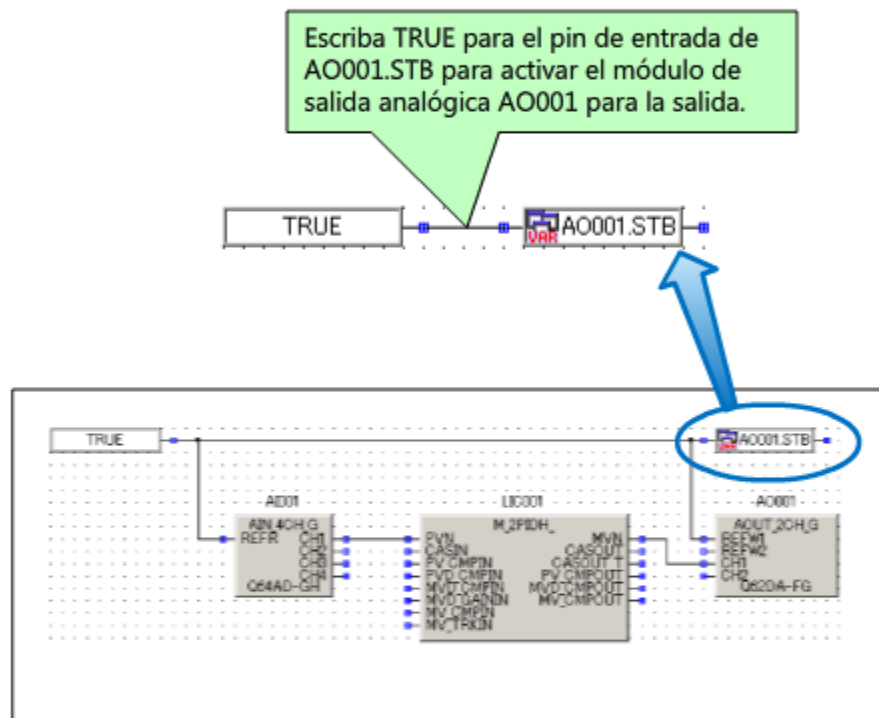 Escriba TRUE para el pin de entrada de
AO001.STB para activar el módulo de
salida analógica AO001 para la salida.
TRUE
VAR AO001.STB
TRUE
AO001.STB
AI001
LIC001
AO001
AIN_4CH_G
REFR CH1
CH2
CH3
CH4
Q64AD-GH
M_2PIDH_
PVN MVN
CASIN CASOUT
PV_CMPIN CASOUT_T
PVD_CMPIN PV_CMPOUT
MVD_CMPIN MVD_CMPOUT
MVD_GAININ MV_CMPOUT
MV_CMPIN
MV_TRKIN
AOUT_2CH_G
REFW1
REFW2
CH1
CH2
Q62DA-FG